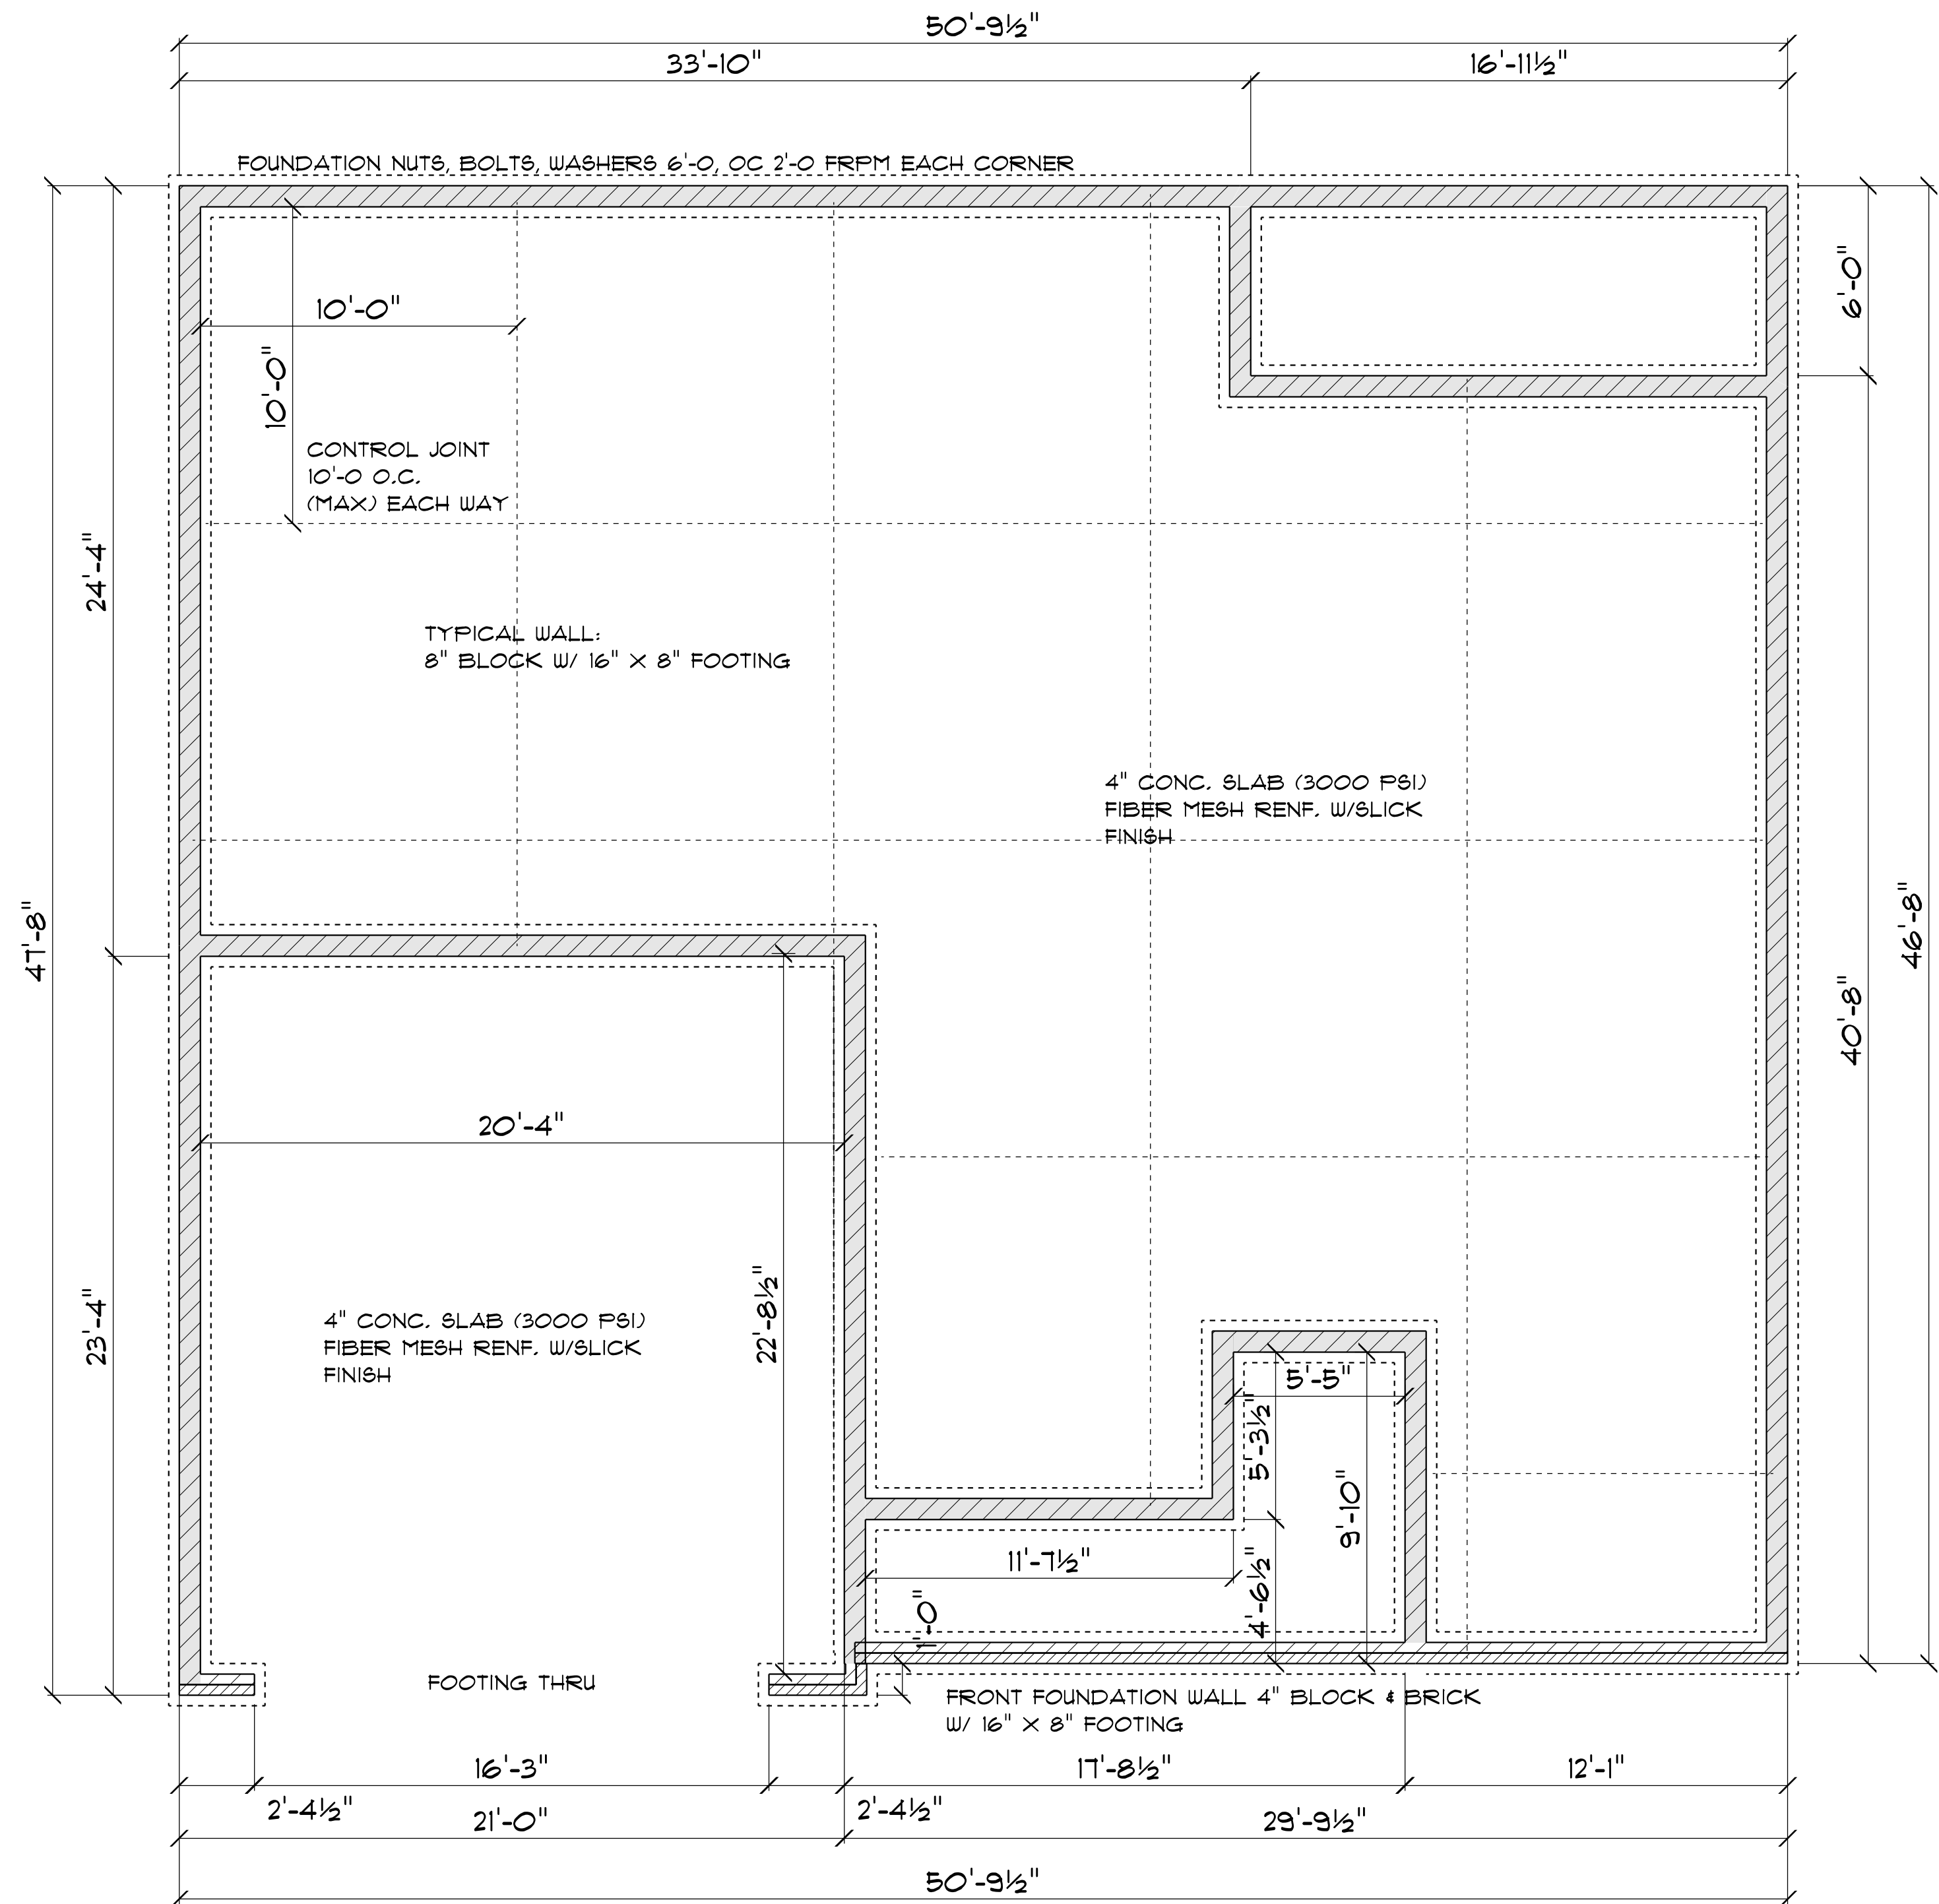 50'-9½"
33'-10"
16'-11½"
FOUNDATION NUTS, BOLTS, WASHERS 6'-0, OC 2'-0 FRPM EACH CORNER
6'-0"
10'-0"
10'-0"
CONTROL JOINT
10'-0 O.C.
(MAX) EACH WAY
24'-4"
TYPICAL WALL:
8" BLOCK W/ 16" X 8" FOOTING
4" CONC. SLAB (3000 PSI)
FIBER MESH RENF. W/SLICK
FINISH
47'-8"
46'-8"
40'-8"
20'-4"
23'-4"
22'-8½"
4" CONC. SLAB (3000 PSI)
FIBER MESH RENF. W/SLICK
FINISH
5'-5"
5'-3½"
9'-10"
11'-7½"
4'-6½"
1'-0"
FOOTING THRU
FRONT FOUNDATION WALL 4" BLOCK & BRICK
W/ 16" X 8" FOOTING
16'-3"
17'-8½"
12'-1"
2'-4½"
21'-0"
2'-4½"
29'-9½"
50'-9½"